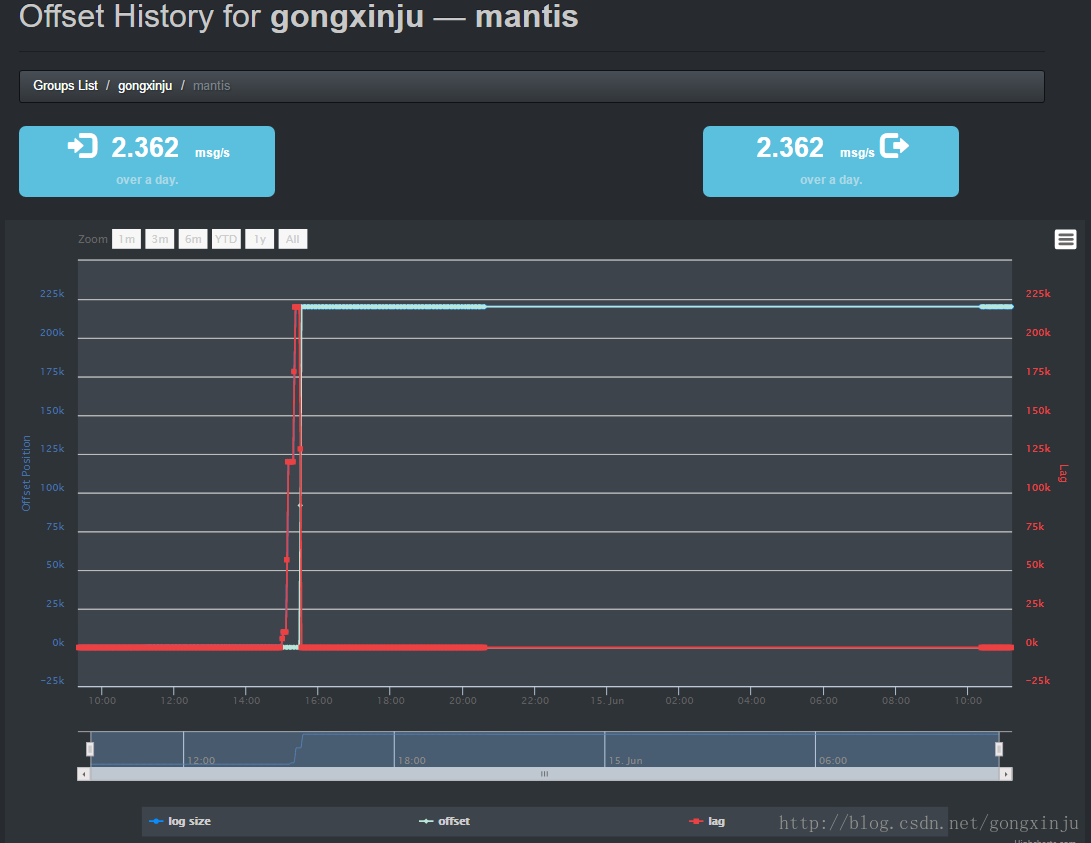 Offset History for gongxinju — mantis
Groups List / gongxinju / mantis
2.362 msg/s
over a day.
2.362 msg/s
over a day.
Zoom 1m 3m 6m YTD 1y All
225k
200k
175k
150k
125k
100k
75k
50k
25k
0k
−25k
Offset Position
225k
200k
175k
150k
125k
100k
75k
50k
25k
0k
−25k
Lag
10:00 12:00 14:00 16:00 18:00 20:00 22:00 15. Jun 02:00 04:00 06:00 08:00 10:00
12:00 18:00 15. Jun 06:00
log size offset lag
http://blog.csdn.net/gongxinju